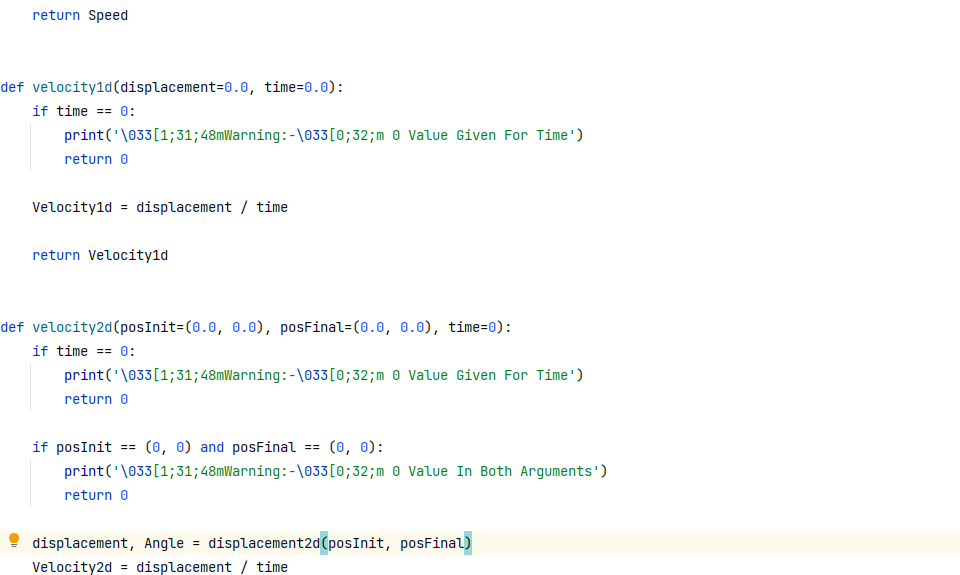 return Speed
def velocity1d(displacement=0.0, time=0.0):
    if time == 0:
        print('\033[1;31;48mWarning:-\033[0;32;m 0 Value Given For Time')
        return 0
    Velocity1d = displacement / time
    return Velocity1d
def velocity2d(posInit=(0.0, 0.0), posFinal=(0.0, 0.0), time=0):
    if time == 0:
        print('\033[1;31;48mWarning:-\033[0;32;m 0 Value Given For Time')
        return 0
    if posInit == (0, 0) and posFinal == (0, 0):
        print('\033[1;31;48mWarning:-\033[0;32;m 0 Value In Both Arguments')
        return 0
    displacement, Angle = displacement2d(posInit, posFinal)
    Velocity2d = displacement / time